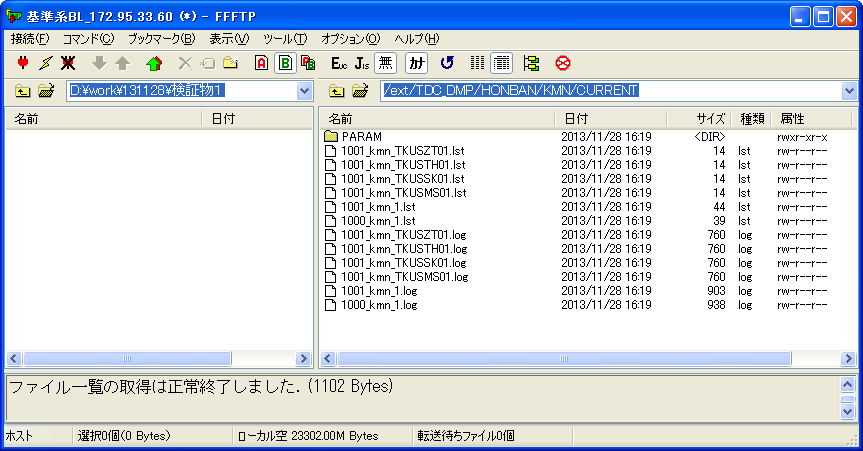 基準系BL_172.95.33.60 (*) - FFFTP
接続(F) コマンド(C) ブックマーク(B) 表示(V) ツール(T) オプション(O) ヘルプ(H)
A B EUC JIS 無 カナ
D:¥work¥131128¥検証物1 /ext/TDC_DMP/HONBAN/KMN/CURRENT
名前 日付 名前 日付 サイズ 種類 属性
PARAM 2013/11/28 16:19 <DIR> rwxr-xr-x
1001_kmn_TKUSZT01.lst 2013/11/28 16:19 14 lst rw-r--r--
1001_kmn_TKUSTH01.lst 2013/11/28 16:19 14 lst rw-r--r--
1001_kmn_TKUSSK01.lst 2013/11/28 16:19 14 lst rw-r--r--
1001_kmn_TKUSMS01.lst 2013/11/28 16:19 14 lst rw-r--r--
1001_kmn_1.lst 2013/11/28 16:19 44 lst rw-r--r--
1000_kmn_1.lst 2013/11/28 16:19 39 lst rw-r--r--
1001_kmn_TKUSZT01.log 2013/11/28 16:19 760 log rw-r--r--
1001_kmn_TKUSTH01.log 2013/11/28 16:19 760 log rw-r--r--
1001_kmn_TKUSSK01.log 2013/11/28 16:19 760 log rw-r--r--
1001_kmn_TKUSMS01.log 2013/11/28 16:19 760 log rw-r--r--
1001_kmn_1.log 2013/11/28 16:19 903 log rw-r--r--
1000_kmn_1.log 2013/11/28 16:19 938 log rw-r--r--
ファイル一覧の取得は正常終了しました. (1102 Bytes)
ホスト 選択0個(0 Bytes) ローカル空 23302.00M Bytes 転送待ちファイル0個